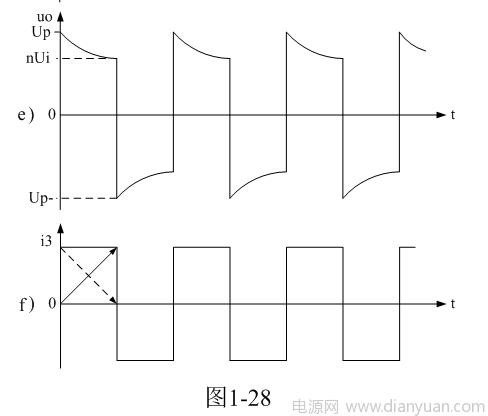 uo
Up
nUi
e) 0 t
Up-
i3
f) 0 t
图1-28
电源网 www.dianyuan.com